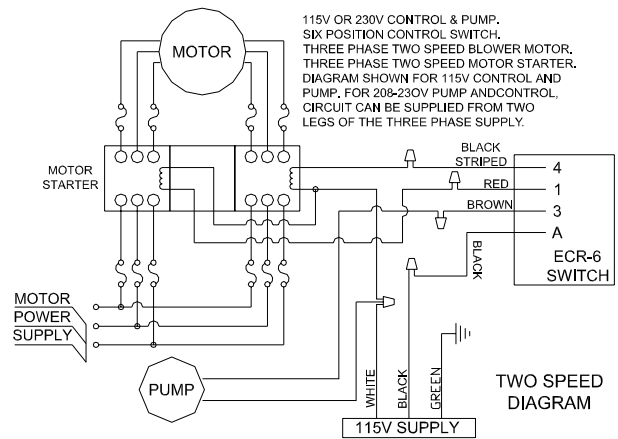 115V OR 230V CONTROL & PUMP.
SIX POSITION CONTROL SWITCH.
THREE PHASE TWO SPEED BLOWER MOTOR.
THREE PHASE TWO SPEED MOTOR STARTER.
DIAGRAM SHOWN FOR 115V CONTROL AND
PUMP. FOR 208-230V PUMP ANDCONTROL,
CIRCUIT CAN BE SUPPLIED FROM TWO
LEGS OF THE THREE PHASE SUPPLY.
MOTOR
MOTOR
STARTER
BLACK
STRIPED
4
RED
1
BROWN
3
A
BLACK
ECR-6
SWITCH
MOTOR
POWER
SUPPLY
PUMP
WHITE
BLACK
GREEN
115V SUPPLY
TWO SPEED
DIAGRAM